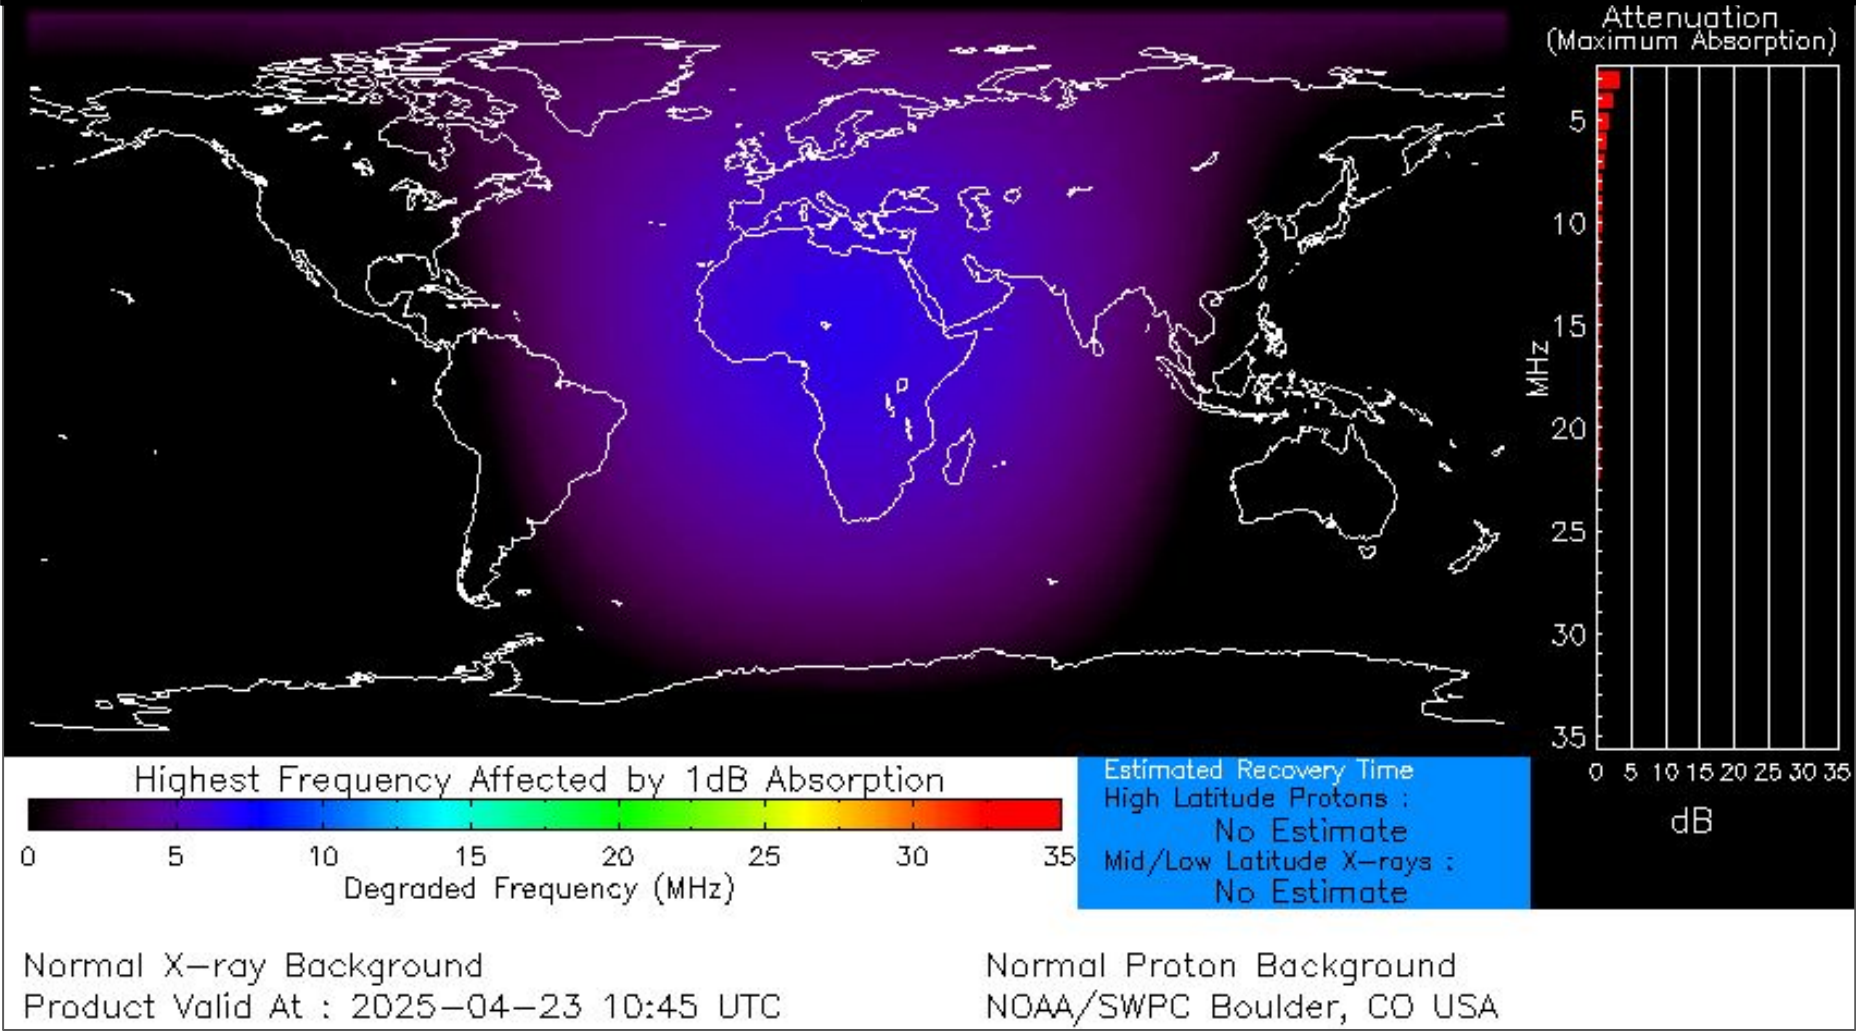 Attenuation
(Maximum Absorption)
5
10
15
20
25
30
35
MHz
0 5 10 15 20 25 30 35
dB
Highest Frequency Affected by 1dB Absorption
0 5 10 15 20 25 30 35
Degraded Frequency (MHz)
Estimated Recovery Time
High Latitude Protons :
No Estimate
Mid/Low Latitude X-rays :
No Estimate
Normal X-ray Background
Product Valid At : 2025-04-23 10:45 UTC
Normal Proton Background
NOAA/SWPC Boulder, CO USA